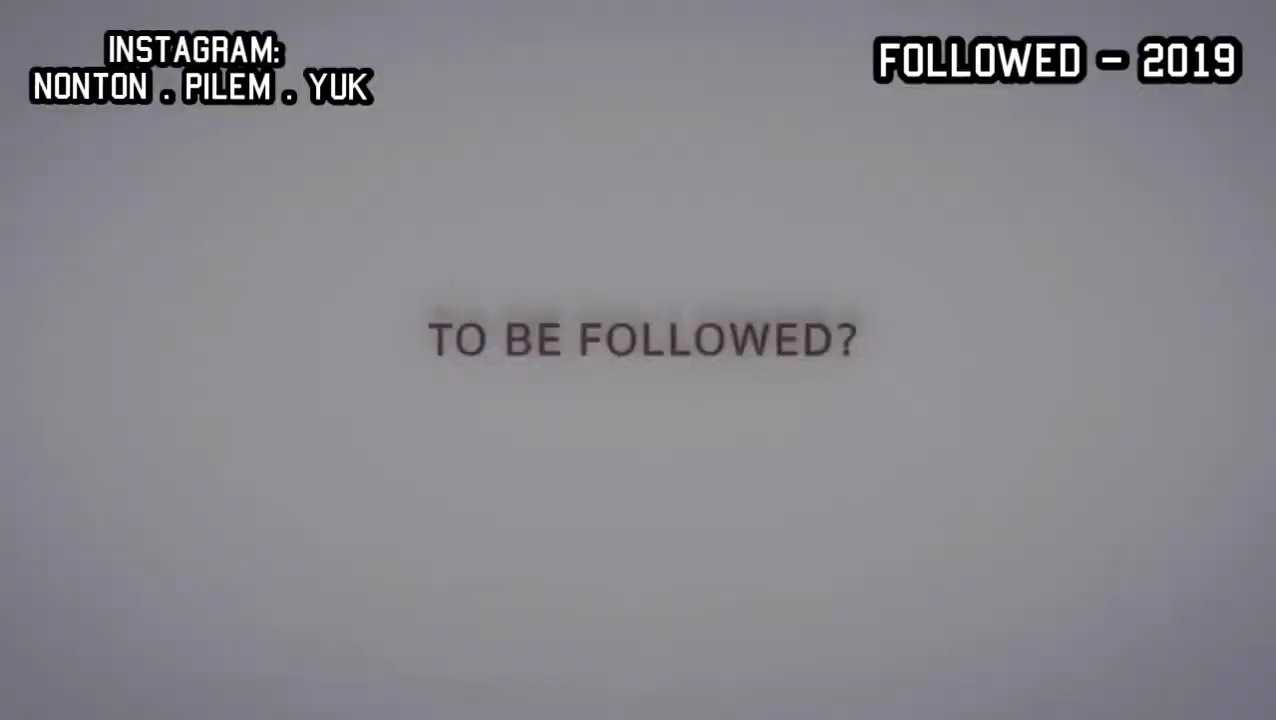 INSTAGRAM:
NONTON . PILEM . YUK
FOLLOWED - 2019
TO BE FOLLOWED?